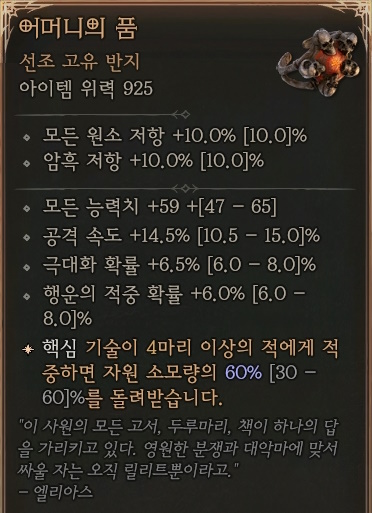 어머니의 품
선조 고유 반지
아이템 위력 925
모든 원소 저항 +10.0% [10.0]%
암흑 저항 +10.0% [10.0]%
모든 능력치 +59 +[47 – 65]
공격 속도 +14.5% [10.5 – 15.0]%
극대화 확률 +6.5% [6.0 – 8.0]%
행운의 적중 확률 +6.0% [6.0 –
8.0]%
핵심 기술이 4마리 이상의 적에게 적
중하면 자원 소모량의 60% [30 –
60]%를 돌려받습니다.
"이 사원의 모든 고서, 두루마리, 책이 하나의 답
을 가리키고 있다. 영원한 분쟁과 대악마에 맞서
싸울 자는 오직 릴리트뿐이라고."
– 엘리아스